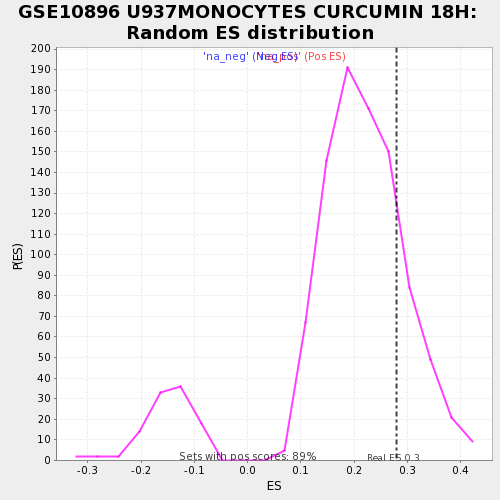 GSE10896 U937MONOCYTES CURCUMIN 18H:
Random ES distribution
'na_neg' (Neg ES)
'na_pos' (Pos ES)
200
190
180
170
160
150
140
130
120
110
100
90
80
70
60
50
40
30
20
10
0
P(ES)
Sets with pos scores: 89%
Real ES 0.3
-0.3 -0.2 -0.1 0.0 0.1 0.2 0.3 0.4
ES